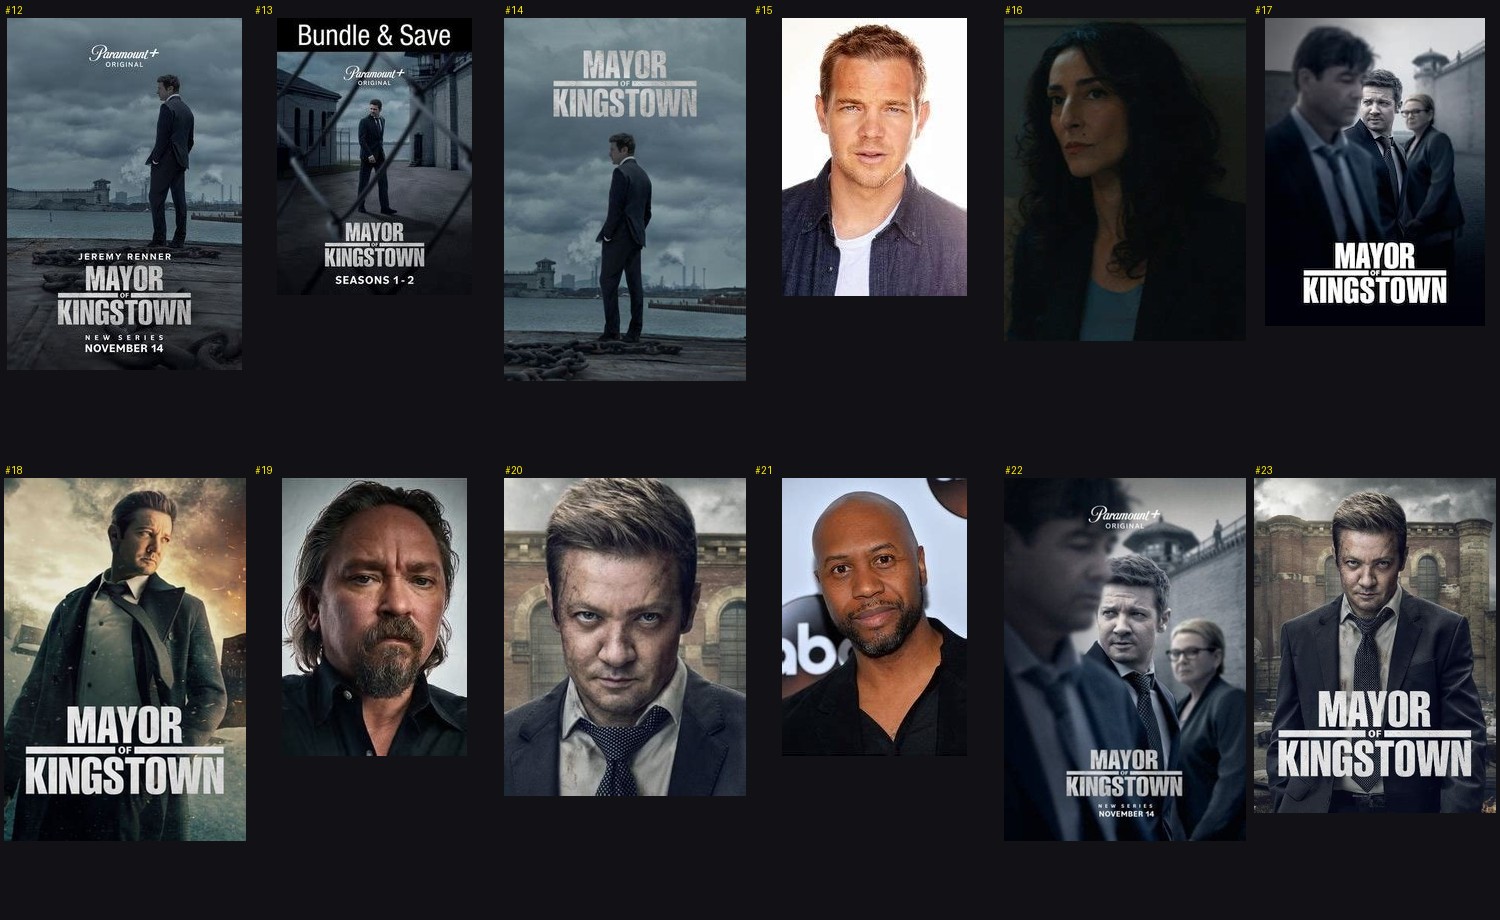 #12
Paramount+
ORIGINAL
JEREMY RENNER
MAYOR
OF
KINGSTOWN
NEW SERIES
NOVEMBER 14
#13
Bundle & Save
Paramount+
ORIGINAL
MAYOR
OF
KINGSTOWN
SEASONS 1 - 2
#14
MAYOR
OF
KINGSTOWN
#15
#16
#17
MAYOR
OF
KINGSTOWN
#18
MAYOR
OF
KINGSTOWN
#19
#20
#21
abc
#22
Paramount+
ORIGINAL
MAYOR
OF
KINGSTOWN
NEW SERIES
NOVEMBER 14
#23
MAYOR
OF
KINGSTOWN